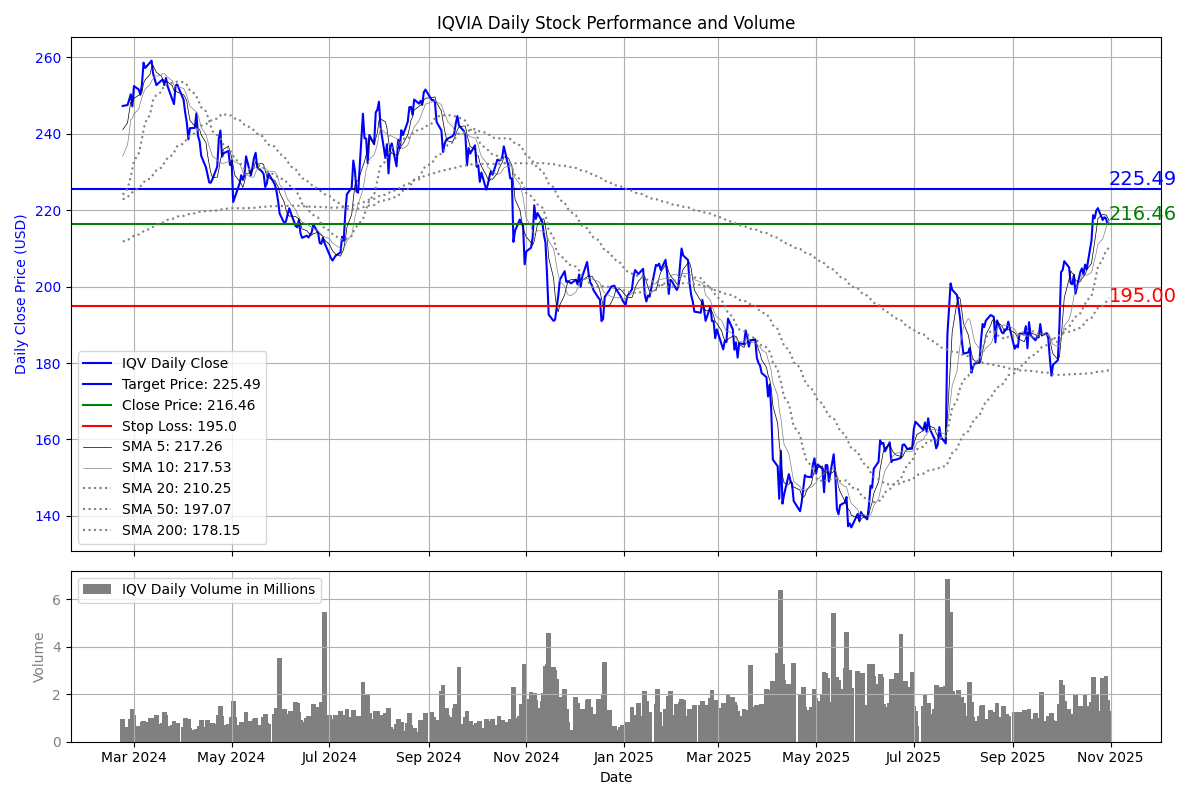 IQVIA Daily Stock Performance and Volume
260
240
220
200
180
160
140
Daily Close Price (USD)
225.49
216.46
195.00
IQV Daily Close
Target Price: 225.49
Close Price: 216.46
Stop Loss: 195.0
SMA 5: 217.26
SMA 10: 217.53
SMA 20: 210.25
SMA 50: 197.07
SMA 200: 178.15
IQV Daily Volume in Millions
6
4
2
0
Volume
Mar 2024 May 2024 Jul 2024 Sep 2024 Nov 2024 Jan 2025 Mar 2025 May 2025 Jul 2025 Sep 2025 Nov 2025
Date